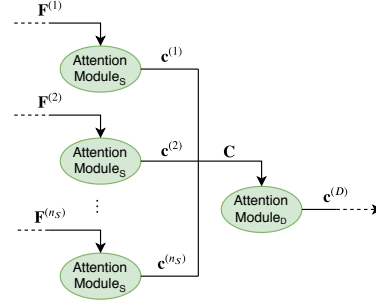 F^(1)
Attention
Module_S
c^(1)
F^(2)
Attention
Module_S
c^(2)
C
Attention
Module_D
c^(D)
⋮
F^(n_S)
Attention
Module_S
c^(n_S)